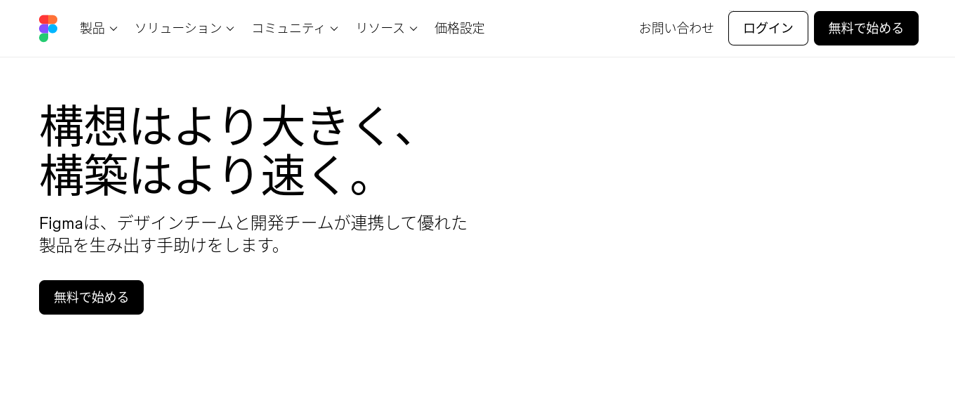 製品
ソリューション
コミュニティ
リソース
価格設定
お問い合わせ
ログイン
無料で始める
構想はより大きく、
構築はより速く。
Figmaは、デザインチームと開発チームが連携して優れた
製品を生み出す手助けをします。
無料で始める